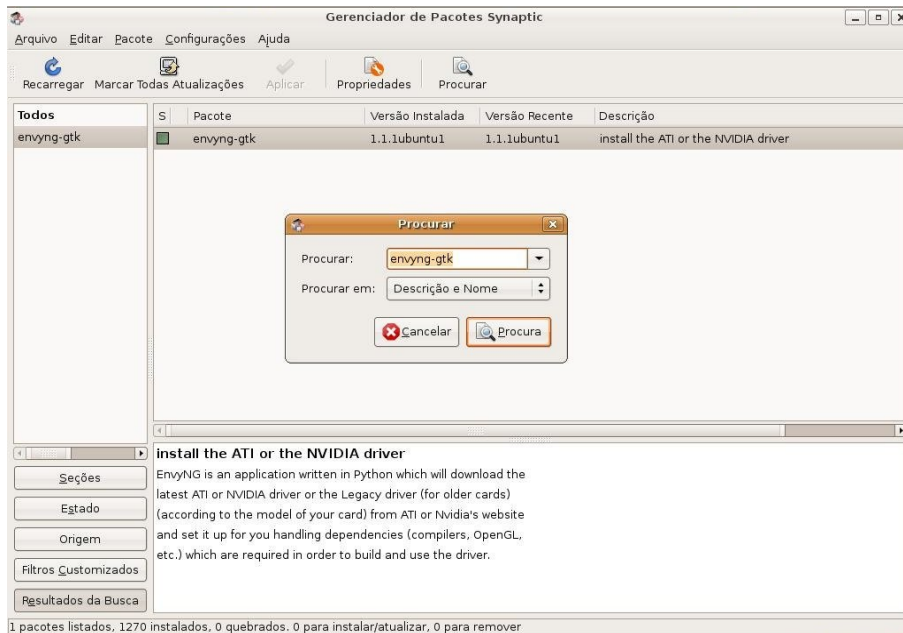 Gerenciador de Pacotes Synaptic
Arquivo Editar Pacote Configurações Ajuda
Recarregar Marcar Todas Atualizações Aplicar Propriedades Procurar
Todos
envyng-gtk
S Pacote Versão Instalada Versão Recente Descrição
envyng-gtk 1.1.1ubuntu1 1.1.1ubuntu1 install the ATI or the NVIDIA driver
Procurar
Procurar: envyng-gtk
Procurar em: Descrição e Nome
Cancelar Procura
Seções
Estado
Origem
Filtros Customizados
Resultados da Busca
install the ATI or the NVIDIA driver
EnvyNG is an application written in Python which will download the
latest ATI or NVIDIA driver or the Legacy driver (for older cards)
(according to the model of your card) from ATI or Nvidia's website
and set it up for you handling dependencies (compilers, OpenGL,
etc.) which are required in order to build and use the driver.
1 pacotes listados, 1270 instalados, 0 quebrados. 0 para instalar/atualizar, 0 para remover